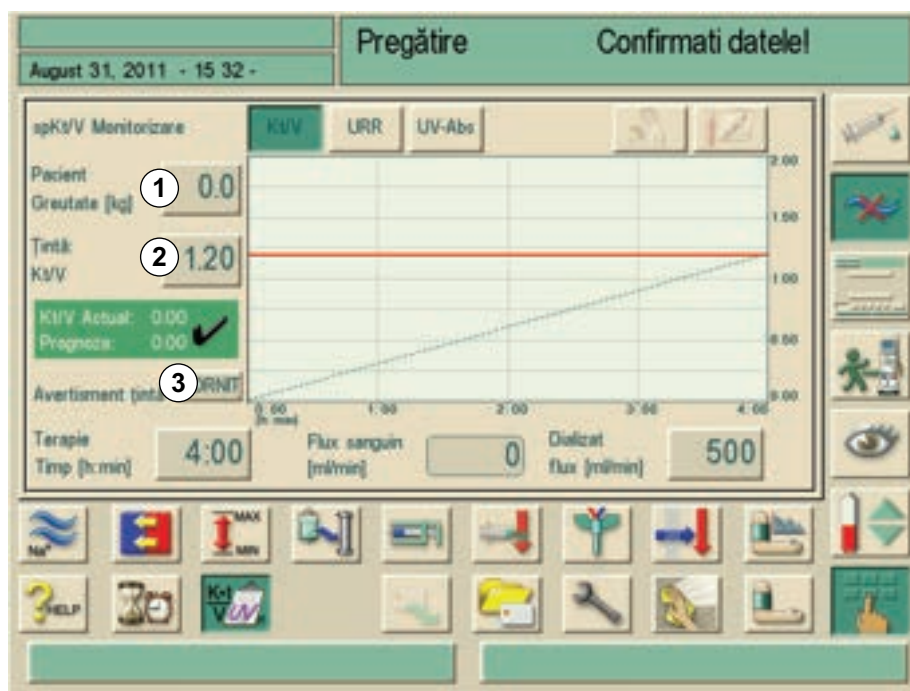 Pregătire Confirmati datele!
August 31, 2011 - 15 32 -
spKt/V Monitorizare
Kt/V URR UV-Abs
Pacient
Greutate [kg]
1
0.0
Țintă:
Kt/V
2
1.20
Kt/V Actual: 0.00
Prognoza: 0.00
Avertisment
3
2.00
1.50
1.00
0.50
0.00
0:00 1:00 2:00 3:00 4:00
[h:min]
Terapie
Timp [h:min]
4:00
Flux sanguin
[ml/min]
0
Dializat
flux [ml/min]
500
Na+
MAX
MIN
HELP
K•t
V UV